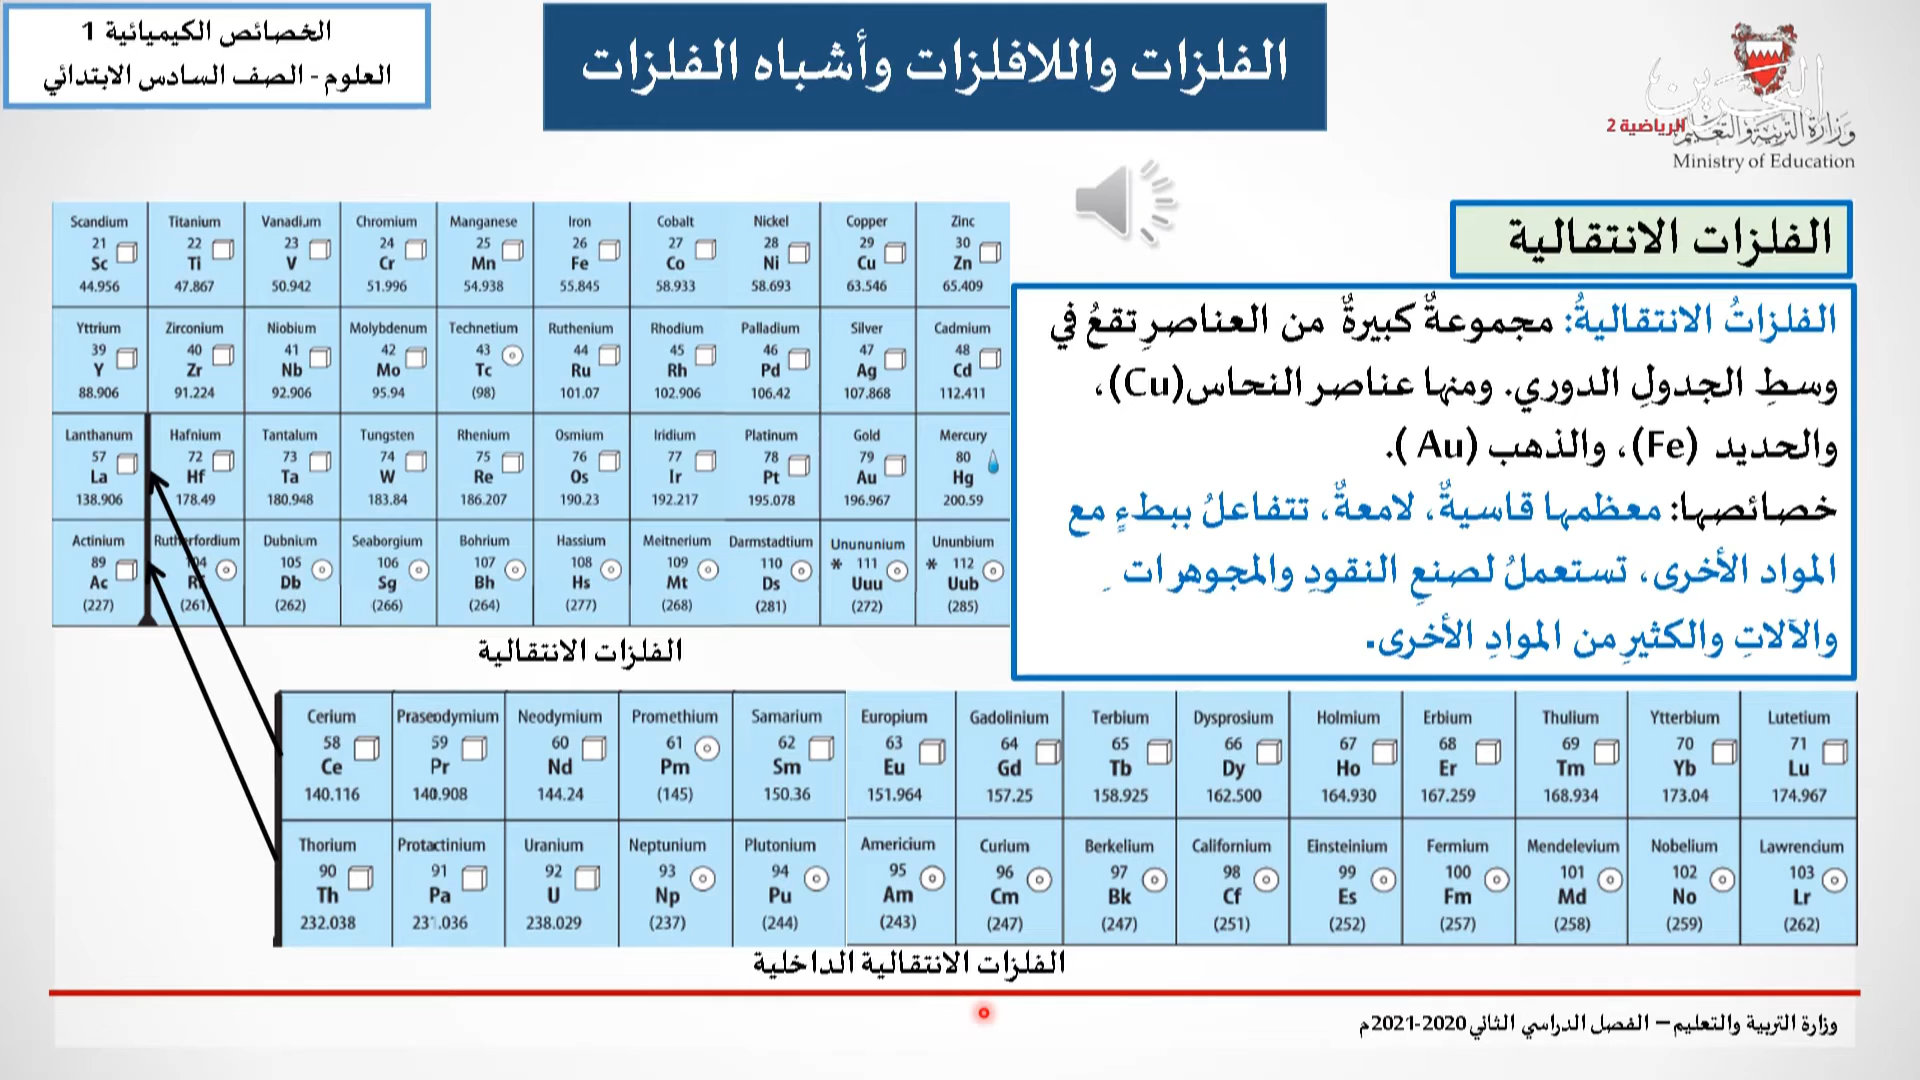 الخصائص الكيميائية 1
العلوم - الصف السادس الابتدائي
الفلزات واللافلزات وأشباه الفلزات
البحرين
الرياضية 2
وزارة التربية والتعليم
Ministry of Education
الفلزات الانتقالية
الفلزاتُ الانتقاليةُ: مجموعةٌ كبيرةٌ من العناصرِ تقعُ في
وسطِ الجدولِ الدوري. ومنها عناصر النحاس(Cu)،
والحديد (Fe)، والذهب (Au ).
خصائصها: معظمها قاسيةٌ، لامعةٌ، تتفاعلُ ببطءٍ مع
المواد الأخرى، تستعملُ لصنعِ النقودِ والمجوهرات ِ
والآلاتِ والكثيرِ من الموادِ الأخرى.
Scandium Titanium Vanadium Chromium Manganese Iron Cobalt Nickel Copper Zinc
21 22 23 24 25 26 27 28 29 30
Sc Ti V Cr Mn Fe Co Ni Cu Zn
44.956 47.867 50.942 51.996 54.938 55.845 58.933 58.693 63.546 65.409
Yttrium Zirconium Niobium Molybdenum Technetium Ruthenium Rhodium Palladium Silver Cadmium
39 40 41 42 43 44 45 46 47 48
Y Zr Nb Mo Tc Ru Rh Pd Ag Cd
88.906 91.224 92.906 95.94 (98) 101.07 102.906 106.42 107.868 112.411
Lanthanum Hafnium Tantalum Tungsten Rhenium Osmium Iridium Platinum Gold Mercury
57 72 73 74 75 76 77 78 79 80
La Hf Ta W Re Os Ir Pt Au Hg
138.906 178.49 180.948 183.84 186.207 190.23 192.217 195.078 196.967 200.59
Actinium Rutherfordium Dubnium Seaborgium Bohrium Hassium Meitnerium Darmstadtium Unununium Ununbium
89 104 105 106 107 108 109 110 * 111 * 112
Ac Rf Db Sg Bh Hs Mt Ds Uuu Uub
(227) (261) (262) (266) (264) (277) (268) (281) (272) (285)
الفلزات الانتقالية
Cerium Praseodymium Neodymium Promethium Samarium Europium Gadolinium Terbium Dysprosium Holmium Erbium Thulium Ytterbium Lutetium
58 59 60 61 62 63 64 65 66 67 68 69 70 71
Ce Pr Nd Pm Sm Eu Gd Tb Dy Ho Er Tm Yb Lu
140.116 140.908 144.24 (145) 150.36 151.964 157.25 158.925 162.500 164.930 167.259 168.934 173.04 174.967
Thorium Protactinium Uranium Neptunium Plutonium Americium Curium Berkelium Californium Einsteinium Fermium Mendelevium Nobelium Lawrencium
90 91 92 93 94 95 96 97 98 99 100 101 102 103
Th Pa U Np Pu Am Cm Bk Cf Es Fm Md No Lr
232.038 231.036 238.029 (237) (244) (243) (247) (247) (251) (252) (257) (258) (259) (262)
الفلزات الانتقالية الداخلية
وزارة التربية والتعليم – الفصل الدراسي الثاني 2020-2021م